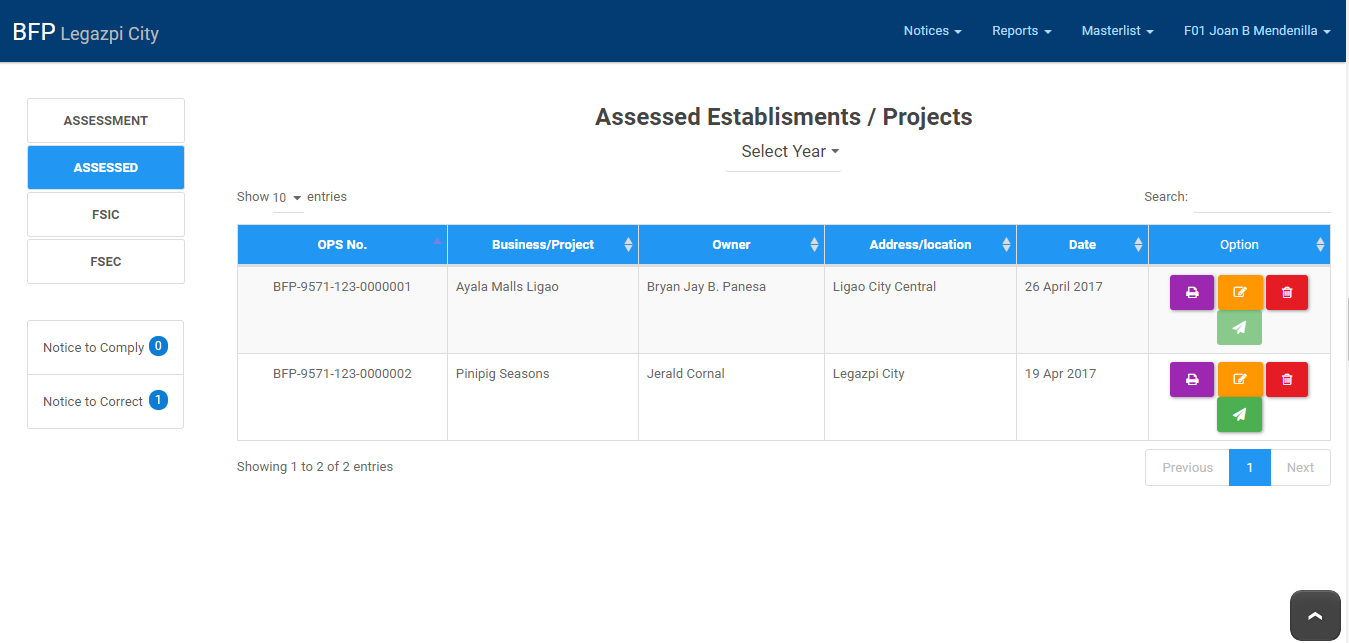 BFP Legazpi City
Notices Reports Masterlist F01 Joan B Mendenilla
ASSESSMENT
ASSESSED
FSIC
FSEC
Notice to Comply 0
Notice to Correct 1
Assessed Establisments / Projects
Select Year
Show 10 entries
Search:
OPS No. Business/Project Owner Address/location Date Option
BFP-9571-123-0000001 Ayala Malls Ligao Bryan Jay B. Panesa Ligao City Central 26 April 2017
BFP-9571-123-0000002 Pinipig Seasons Jerald Cornal Legazpi City 19 Apr 2017
Showing 1 to 2 of 2 entries
Previous 1 Next